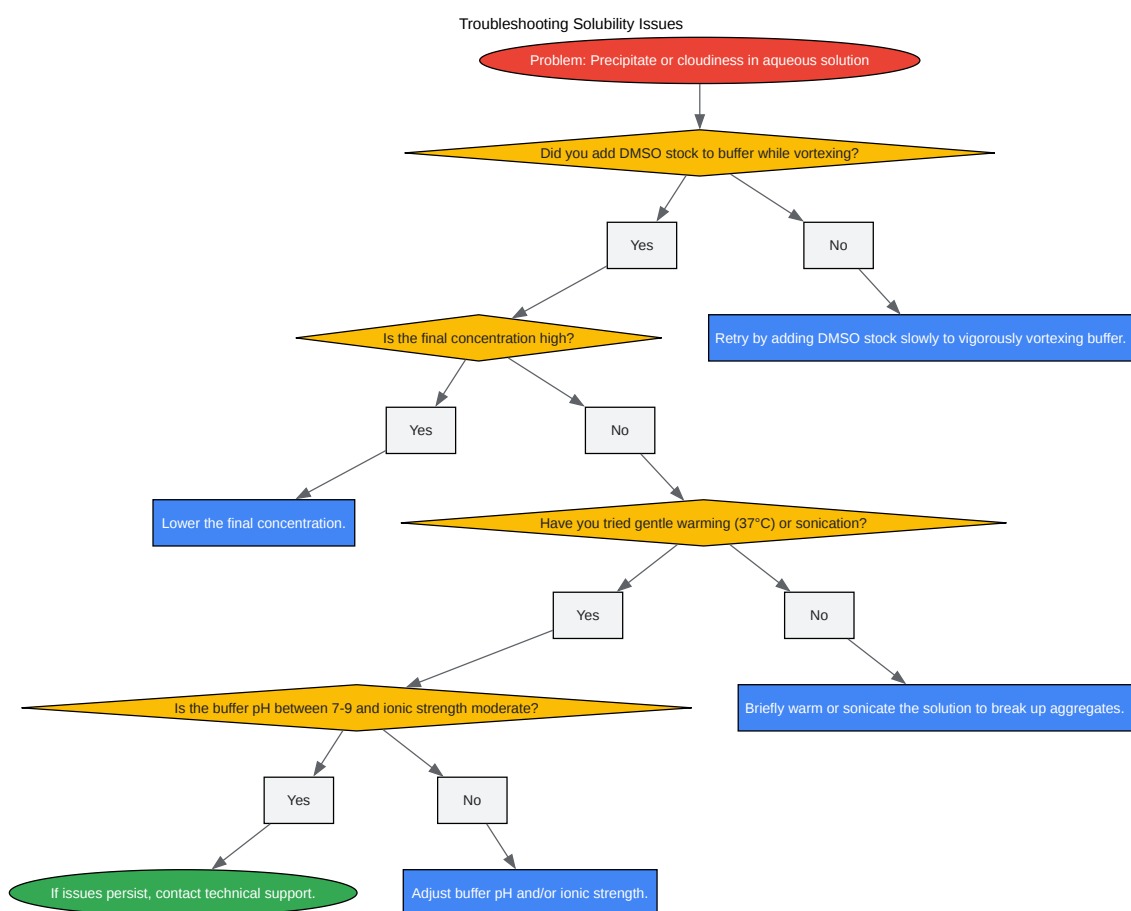 Troubleshooting Solubility Issues
Problem: Precipitate or cloudiness in aqueous solution
Did you add DMSO stock to buffer while vortexing?
Yes
No
Is the final concentration high?
Retry by adding DMSO stock slowly to vigorously vortexing buffer.
Yes
No
Lower the final concentration.
Have you tried gentle warming (37°C) or sonication?
Yes
No
Is the buffer pH between 7-9 and ionic strength moderate?
Briefly warm or sonicate the solution to break up aggregates.
Yes
No
If issues persist, contact technical support.
Adjust buffer pH and/or ionic strength.